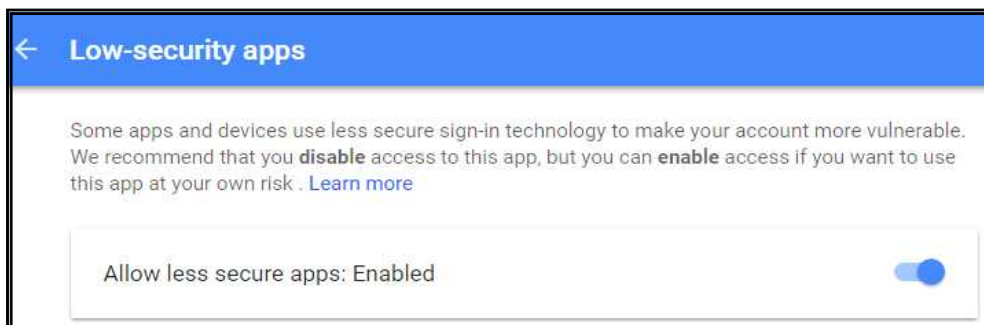 Low-security apps
Some apps and devices use less secure sign-in technology to make your account more vulnerable.
We recommend that you disable access to this app, but you can enable access if you want to use
this app at your own risk . Learn more
Allow less secure apps: Enabled